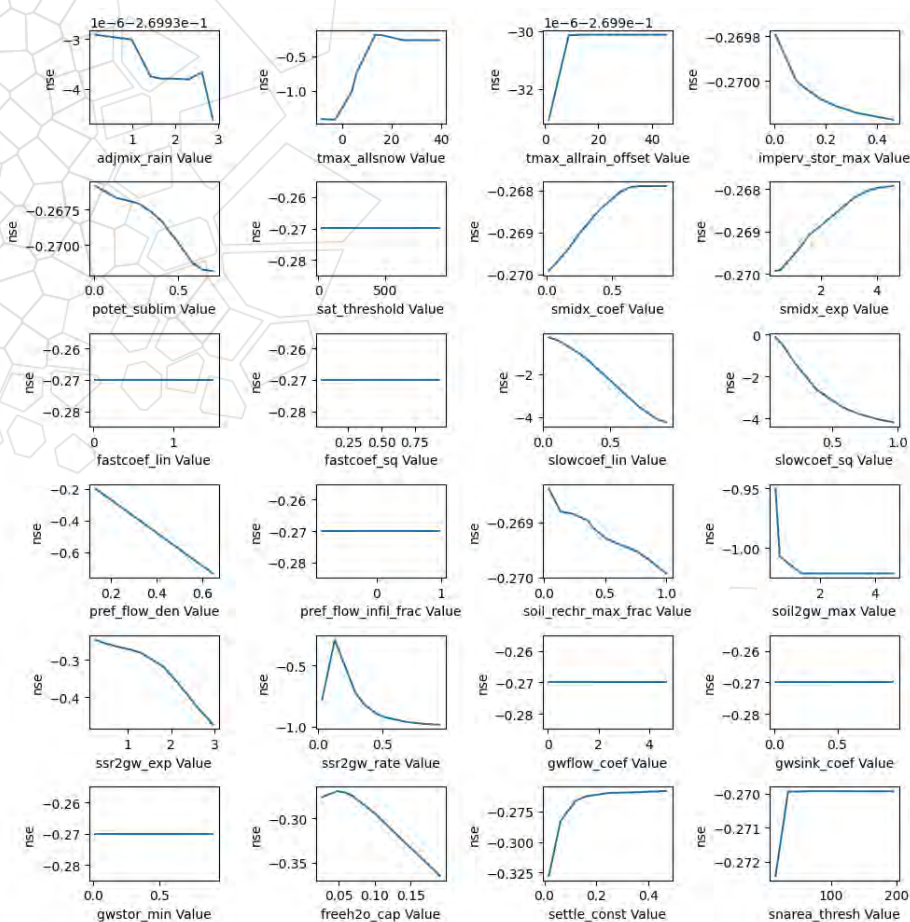 1e−6−2.6993e−1 1e−6−2.699e−1
nse −3 −4 nse −0.5 −1.0 nse −30 −32 nse −0.2698 −0.2700
1 2 3 0 20 40 0 20 40 0.0 0.2 0.4
adjmix_rain Value tmax_allsnow Value tmax_allrain_offset Value imperv_stor_max Value
nse −0.2675 −0.2700 nse −0.26 −0.27 −0.28 nse −0.268 −0.269 −0.270 nse −0.268 −0.269 −0.270
0.0 0.5 0 500 0.0 0.5 2 4
potet_sublim Value sat_threshold Value smidx_coef Value smidx_exp Value
nse −0.26 −0.27 −0.28 nse −0.26 −0.27 −0.28 nse −2 −4 nse 0 −2 −4
0 1 0.25 0.50 0.75 0.0 0.5 0.5 1.0
fastcoef_lin Value fastcoef_sq Value slowcoef_lin Value slowcoef_sq Value
nse −0.2 −0.4 −0.6 nse −0.26 −0.27 −0.28 nse −0.269 −0.270 nse −0.95 −1.00
0.2 0.4 0.6 0 1 0.0 0.5 1.0 2 4
pref_flow_den Value pref_flow_infil_frac Value soil_rechr_max_frac Value soil2gw_max Value
nse −0.3 −0.4 nse −0.5 −1.0 nse −0.26 −0.27 −0.28 nse −0.26 −0.27 −0.28
1 2 3 0.0 0.5 0 2 4 0.0 0.5
ssr2gw_exp Value ssr2gw_rate Value gwflow_coef Value gwsink_coef Value
nse −0.26 −0.27 −0.28 nse −0.30 −0.35 nse −0.275 −0.300 −0.325 nse −0.270 −0.271 −0.272
0.0 0.5 0.05 0.10 0.15 0.0 0.2 0.4 100 200
gwstor_min Value freeh2o_cap Value settle_const Value snarea_thresh Value